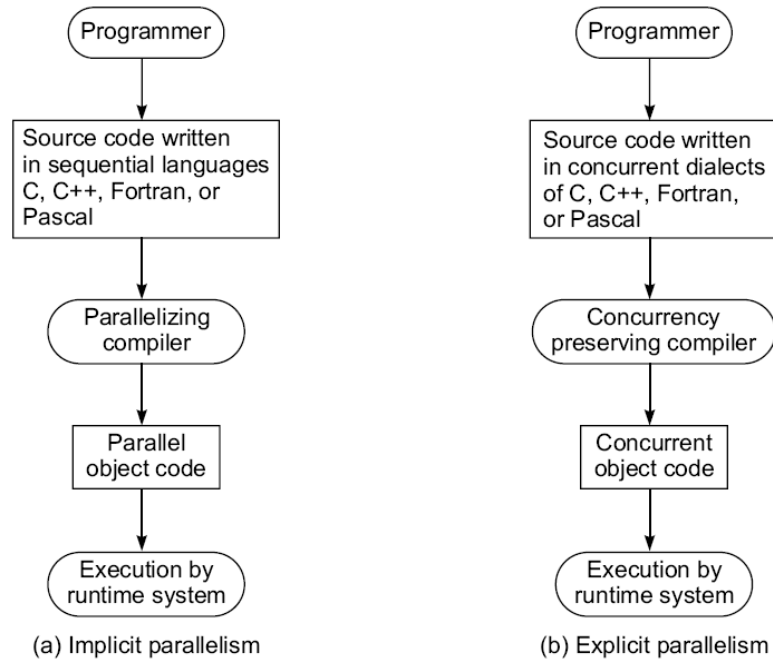 Programmer
Source code written
in sequential languages
C, C++, Fortran, or
Pascal
Parallelizing
compiler
Parallel
object code
Execution by
runtime system
(a) Implicit parallelism
Programmer
Source code written
in concurrent dialects
of C, C++, Fortran,
or Pascal
Concurrency
preserving compiler
Concurrent
object code
Execution by
runtime system
(b) Explicit parallelism